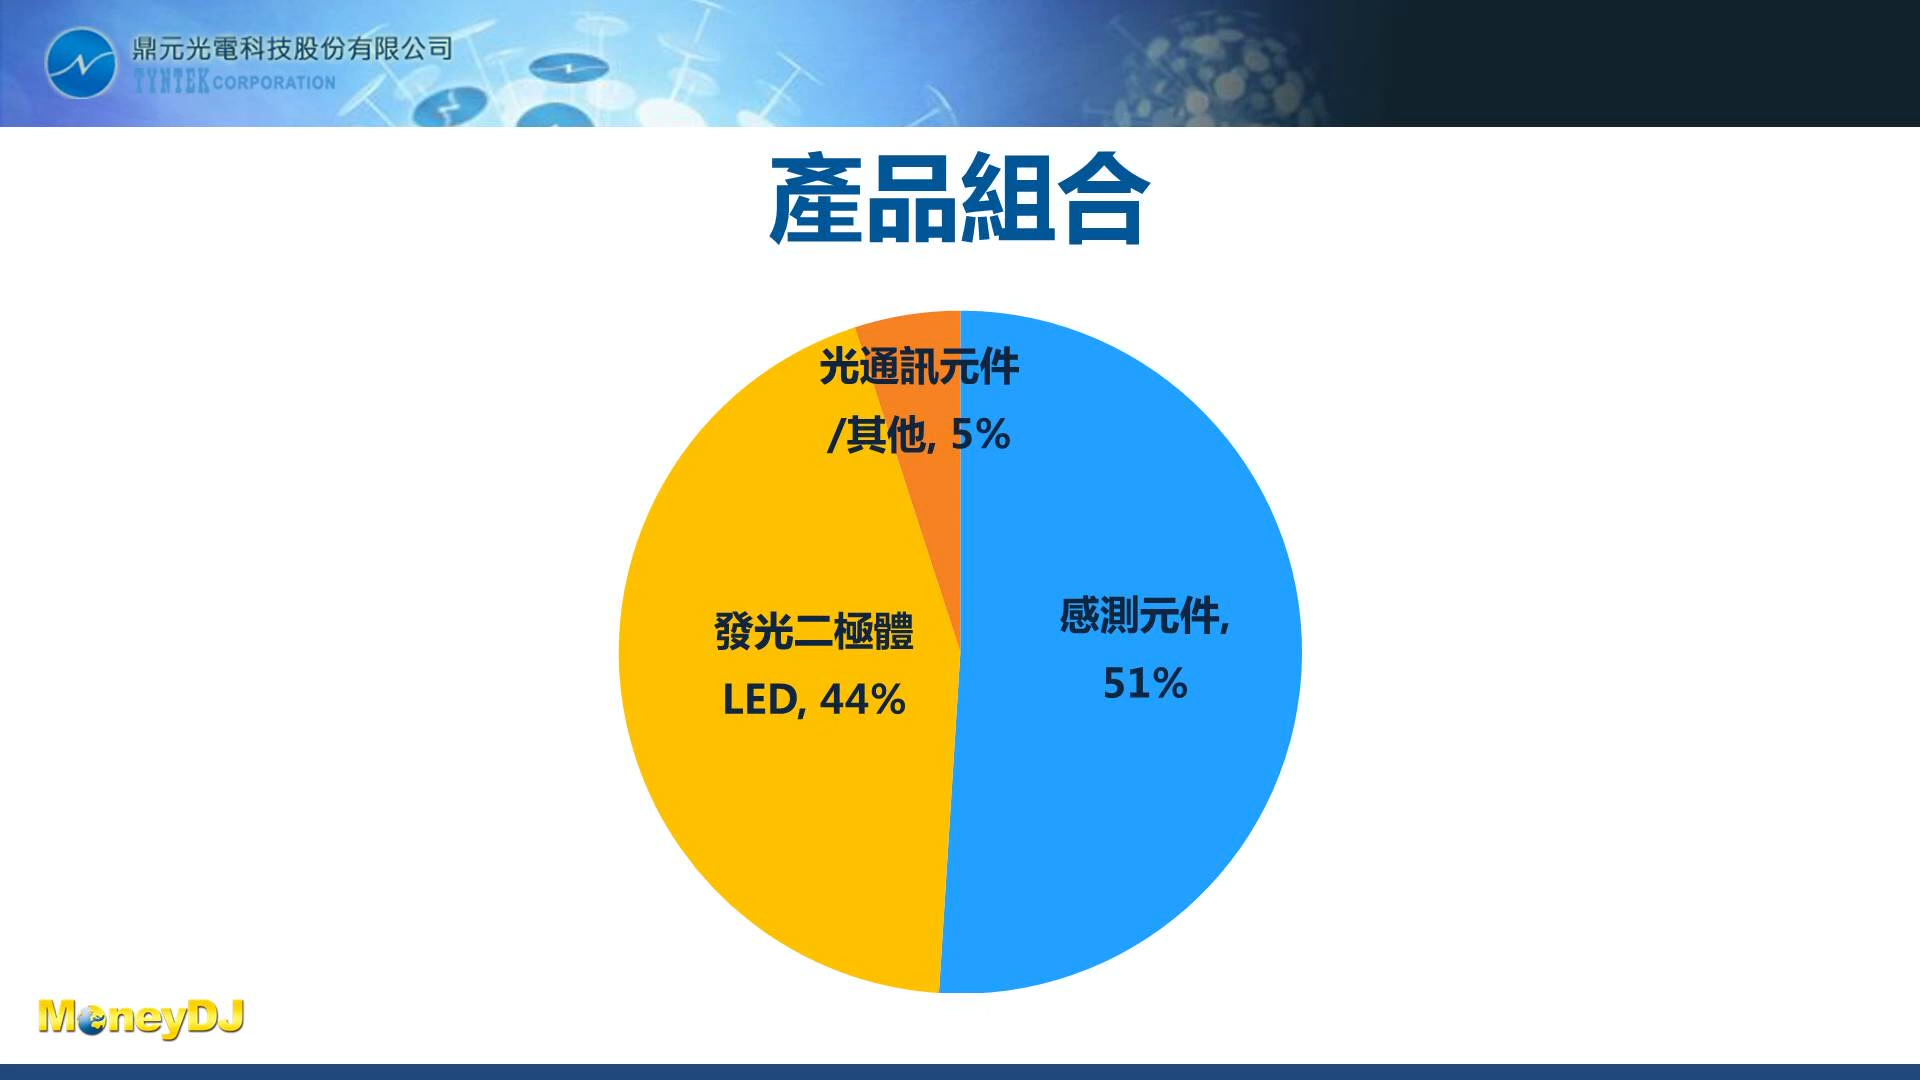 鼎元光電科技股份有限公司
TYNTEK CORPORATION
產品組合
光通訊元件
/其他, 5%
感測元件,
51%
發光二極體
LED, 44%
MoneyDJ